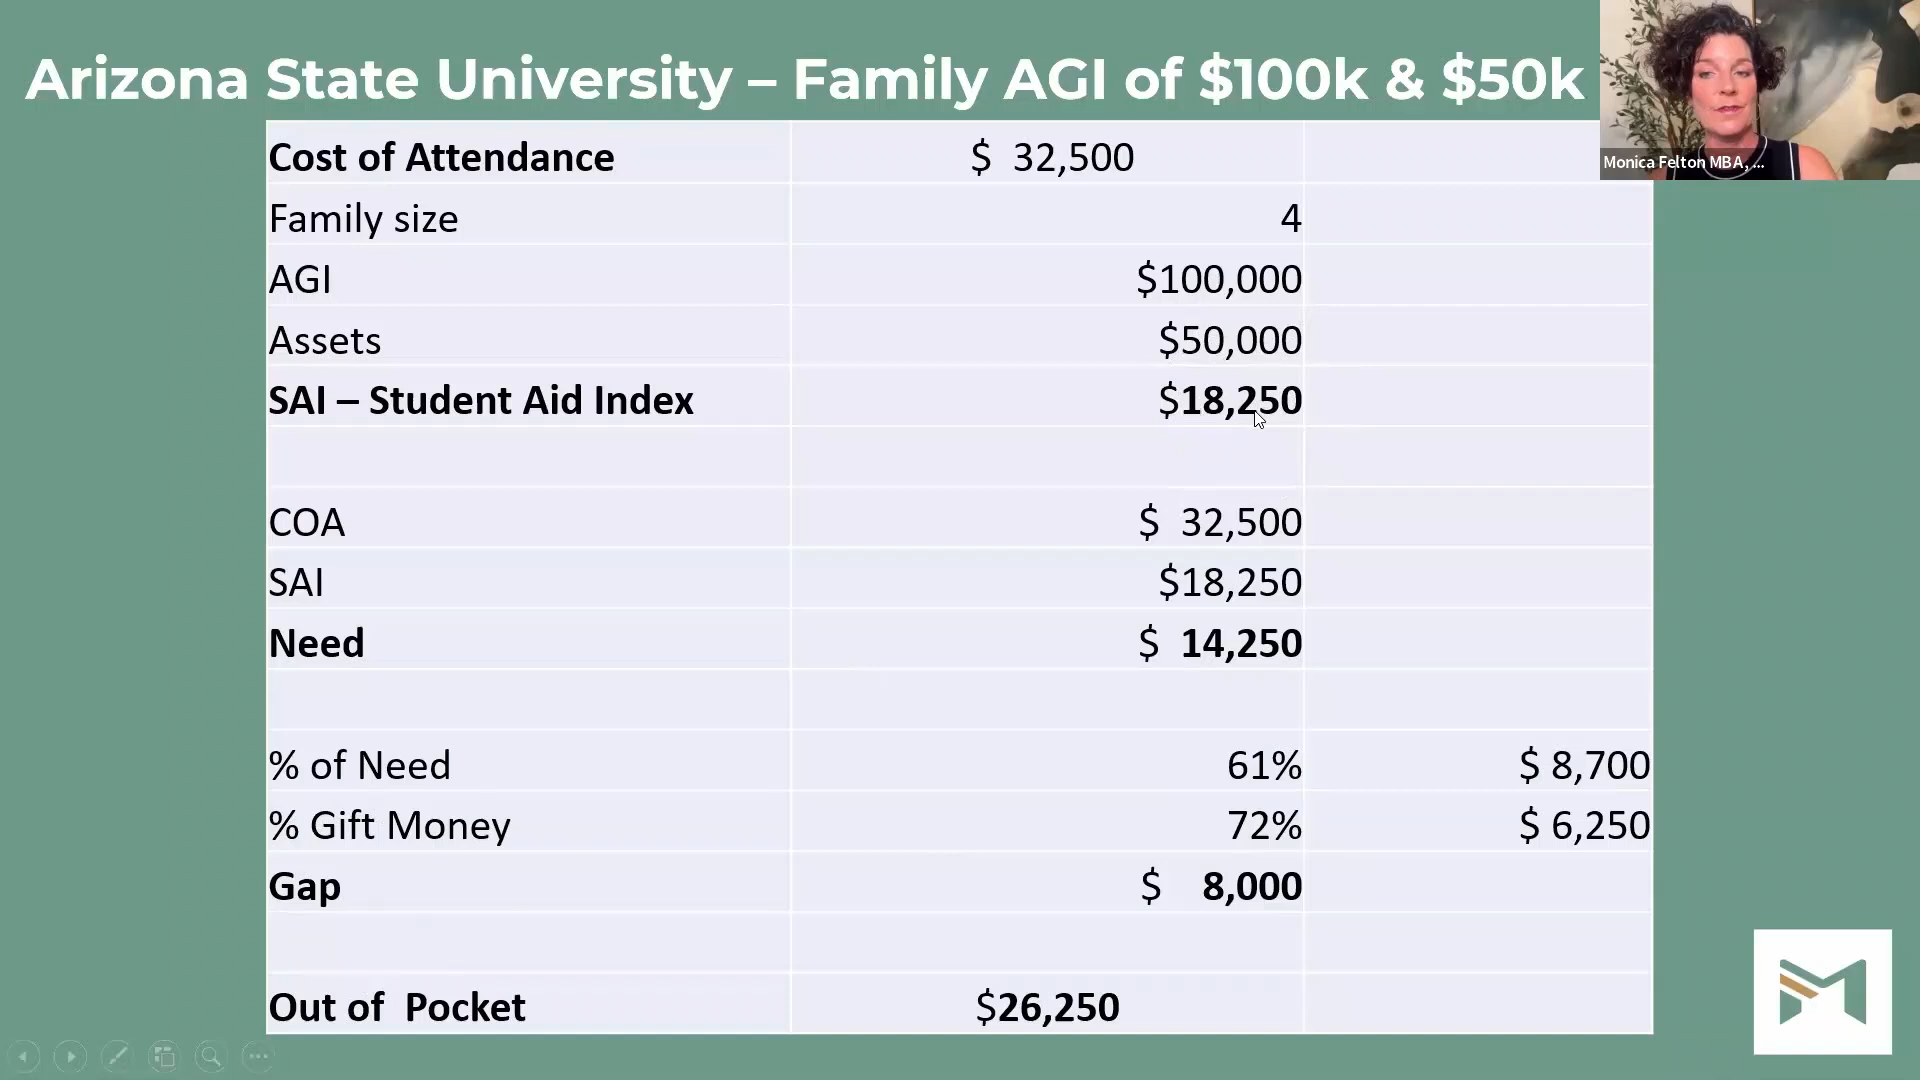 Arizona State University – Family AGI of $100k & $50k
Monica Felton MBA, ...
Cost of Attendance $ 32,500
Family size 4
AGI $100,000
Assets $50,000
SAI – Student Aid Index $18,250
COA $ 32,500
SAI $18,250
Need $ 14,250
% of Need 61% $ 8,700
% Gift Money 72% $ 6,250
Gap $ 8,000
Out of Pocket $26,250